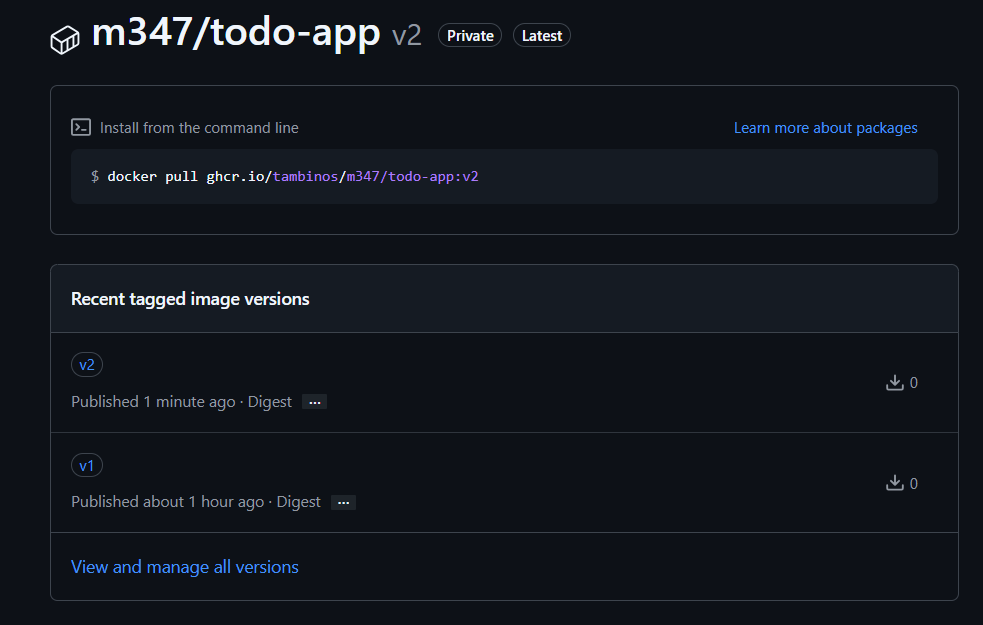 m347/todo-app v2 Private Latest
Install from the command line Learn more about packages
$ docker pull ghcr.io/tambinos/m347/todo-app:v2
Recent tagged image versions
v2
Published 1 minute ago · Digest ...
0
v1
Published about 1 hour ago · Digest ...
0
View and manage all versions